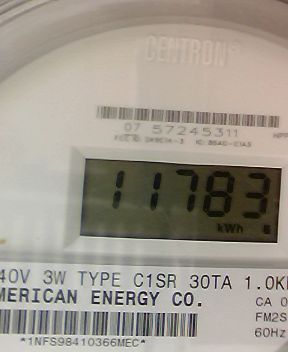 CENTRON®
07 57245311
11783
kWh
40V 3W TYPE C1SR 30TA 1.0K
MERICAN ENERGY CO.
CA 0
FM2S
60Hz
*1NFS98410366MEC*